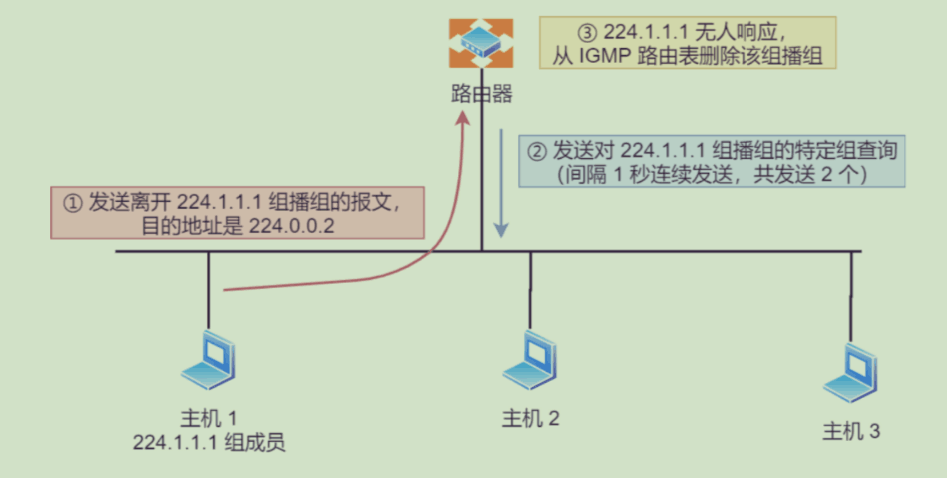 ③ 224.1.1.1 无人响应，
从 IGMP 路由表删除该组播组
路由器
② 发送对 224.1.1.1 组播组的特定组查询
（间隔 1 秒连续发送，共发送 2 个）
① 发送离开 224.1.1.1 组播组的报文，
目的地址是 224.0.0.2
主机 1
224.1.1.1 组成员
主机 2
主机 3